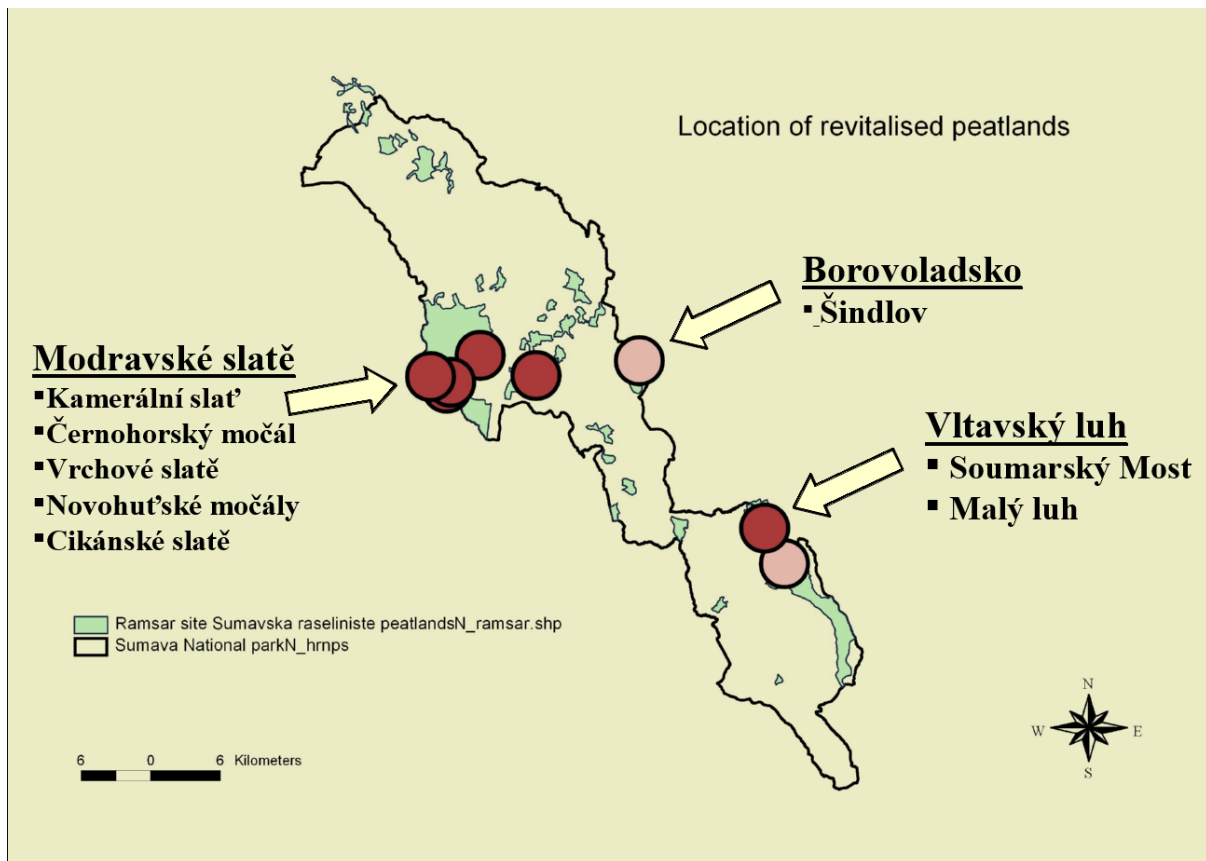 Location of revitalised peatlands
Borovoladsko
▪ Šindlov
Modravské slatě
▪Kamerální slať
▪Černohorský močál
▪Vrchové slatě
▪Novohuťské močály
▪Cikánské slatě
Vltavský luh
▪ Soumarský Most
▪ Malý luh
Ramsar site Sumavska raseliniste peatlandsN_ramsar.shp
Sumava National parkN_hrnps
6 0 6 Kilometers
N
W E
S